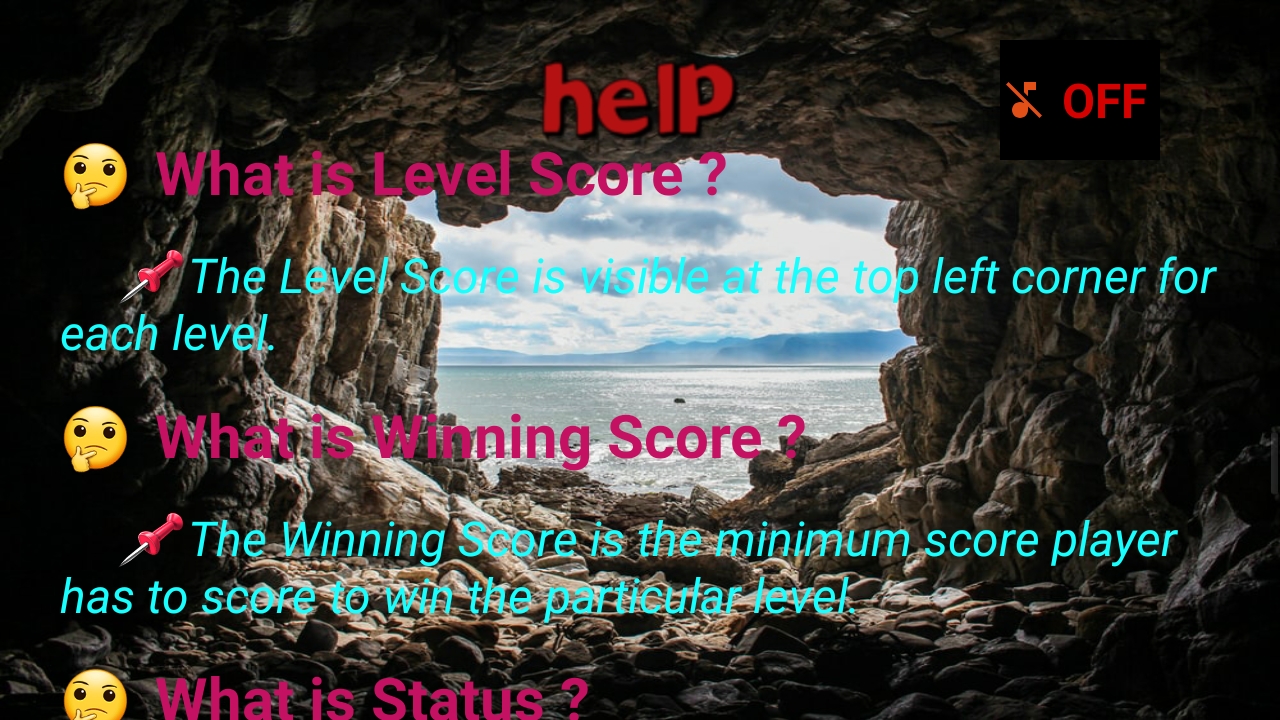 help
OFF
🤔 What is Level Score ?
📌The Level Score is visible at the top left corner for
each level.
🤔 What is Winning Score ?
📌The Winning Score is the minimum score player
has to score to win the particular level.
🤔 What is Status ?